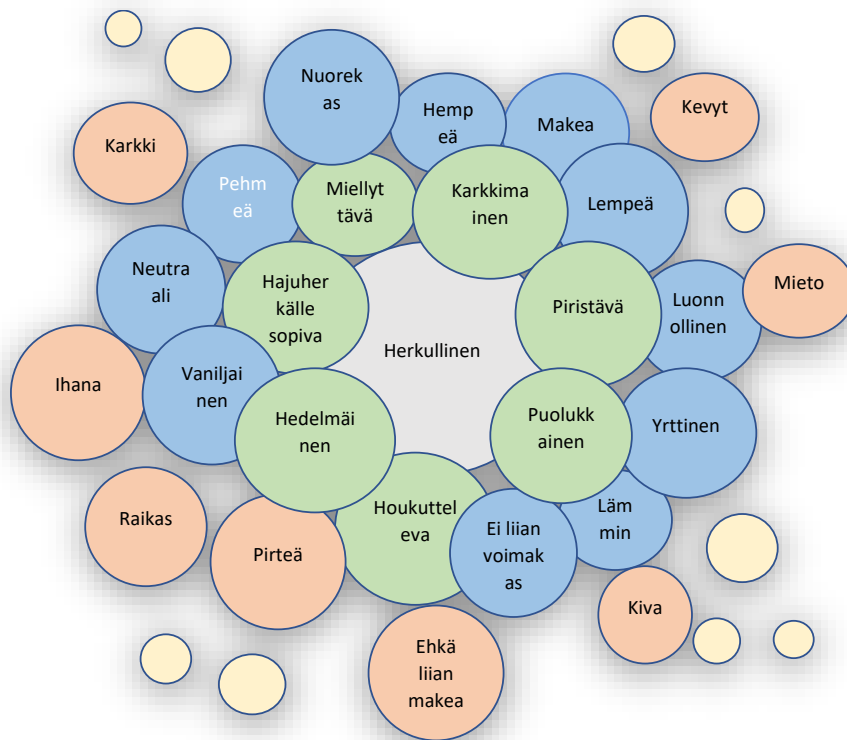 Nuorek
as
Hemp
eä
Makea
Kevyt
Karkki
Pehm
eä
Miellyt
tävä
Karkkima
inen
Lempeä
Neutra
ali
Hajuher
källe
sopiva
Piristävä
Luonn
ollinen
Mieto
Herkullinen
Ihana
Vaniljai
nen
Hedelmäi
nen
Puolukk
ainen
Yrttinen
Raikas
Pirteä
Houkuttel
eva
Ei liian
voimak
as
Läm
min
Kiva
Ehkä
liian
makea